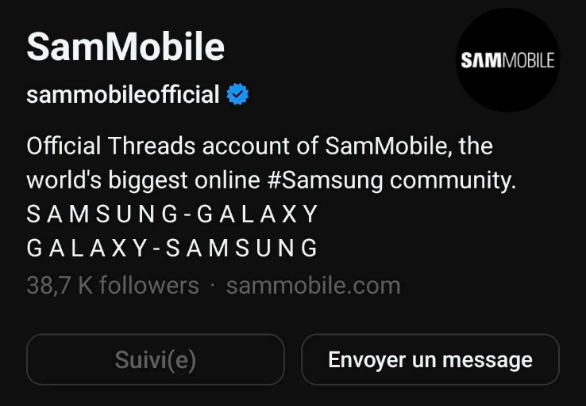 SamMobile
SAMMOBILE
sammobileofficial
Official Threads account of SamMobile, the
world's biggest online #Samsung community.
S A M S U N G - G A L A X Y
G A L A X Y - S A M S U N G
38,7 K followers · sammobile.com
Suivi(e)
Envoyer un message